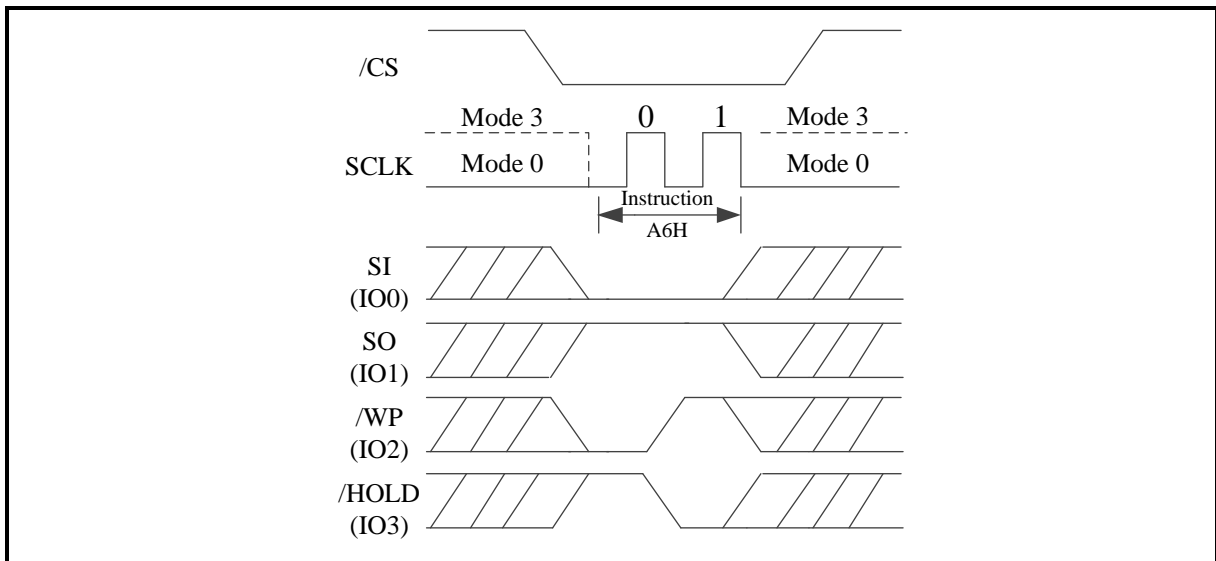 /CS
Mode 3 0 1 Mode 3
SCLK Mode 0 Mode 0
Instruction
A6H
SI
(IO0)
SO
(IO1)
/WP
(IO2)
/HOLD
(IO3)